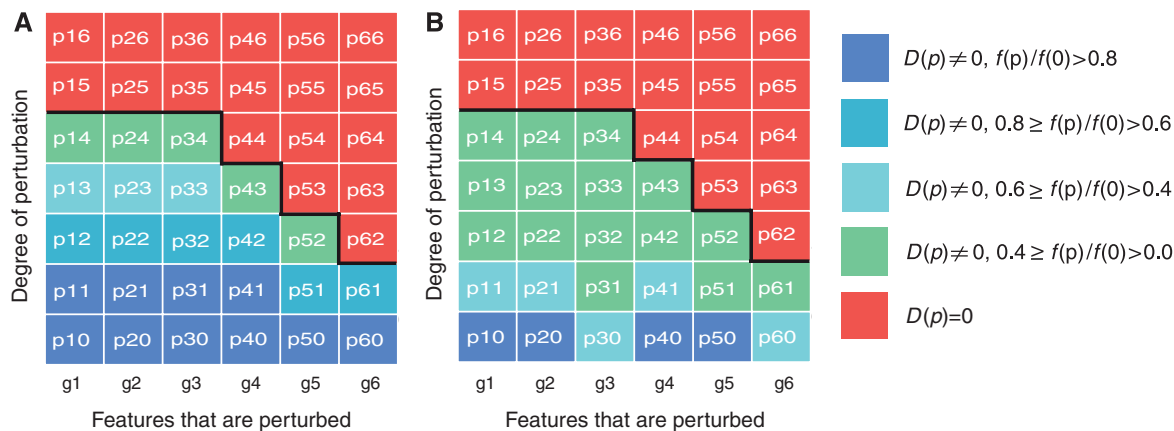 A
B
Degree of perturbation
p16 p26 p36 p46 p56 p66
p15 p25 p35 p45 p55 p65
p14 p24 p34 p44 p54 p64
p13 p23 p33 p43 p53 p63
p12 p22 p32 p42 p52 p62
p11 p21 p31 p41 p51 p61
p10 p20 p30 p40 p50 p60
g1 g2 g3 g4 g5 g6
Features that are perturbed
Degree of perturbation
p16 p26 p36 p46 p56 p66
p15 p25 p35 p45 p55 p65
p14 p24 p34 p44 p54 p64
p13 p23 p33 p43 p53 p63
p12 p22 p32 p42 p52 p62
p11 p21 p31 p41 p51 p61
p10 p20 p30 p40 p50 p60
g1 g2 g3 g4 g5 g6
Features that are perturbed
D(p)≠0, f(p)/f(0)>0.8
D(p)≠0, 0.8 ≥ f(p)/f(0)>0.6
D(p)≠0, 0.6 ≥ f(p)/f(0)>0.4
D(p)≠0, 0.4 ≥ f(p)/f(0)>0.0
D(p)=0